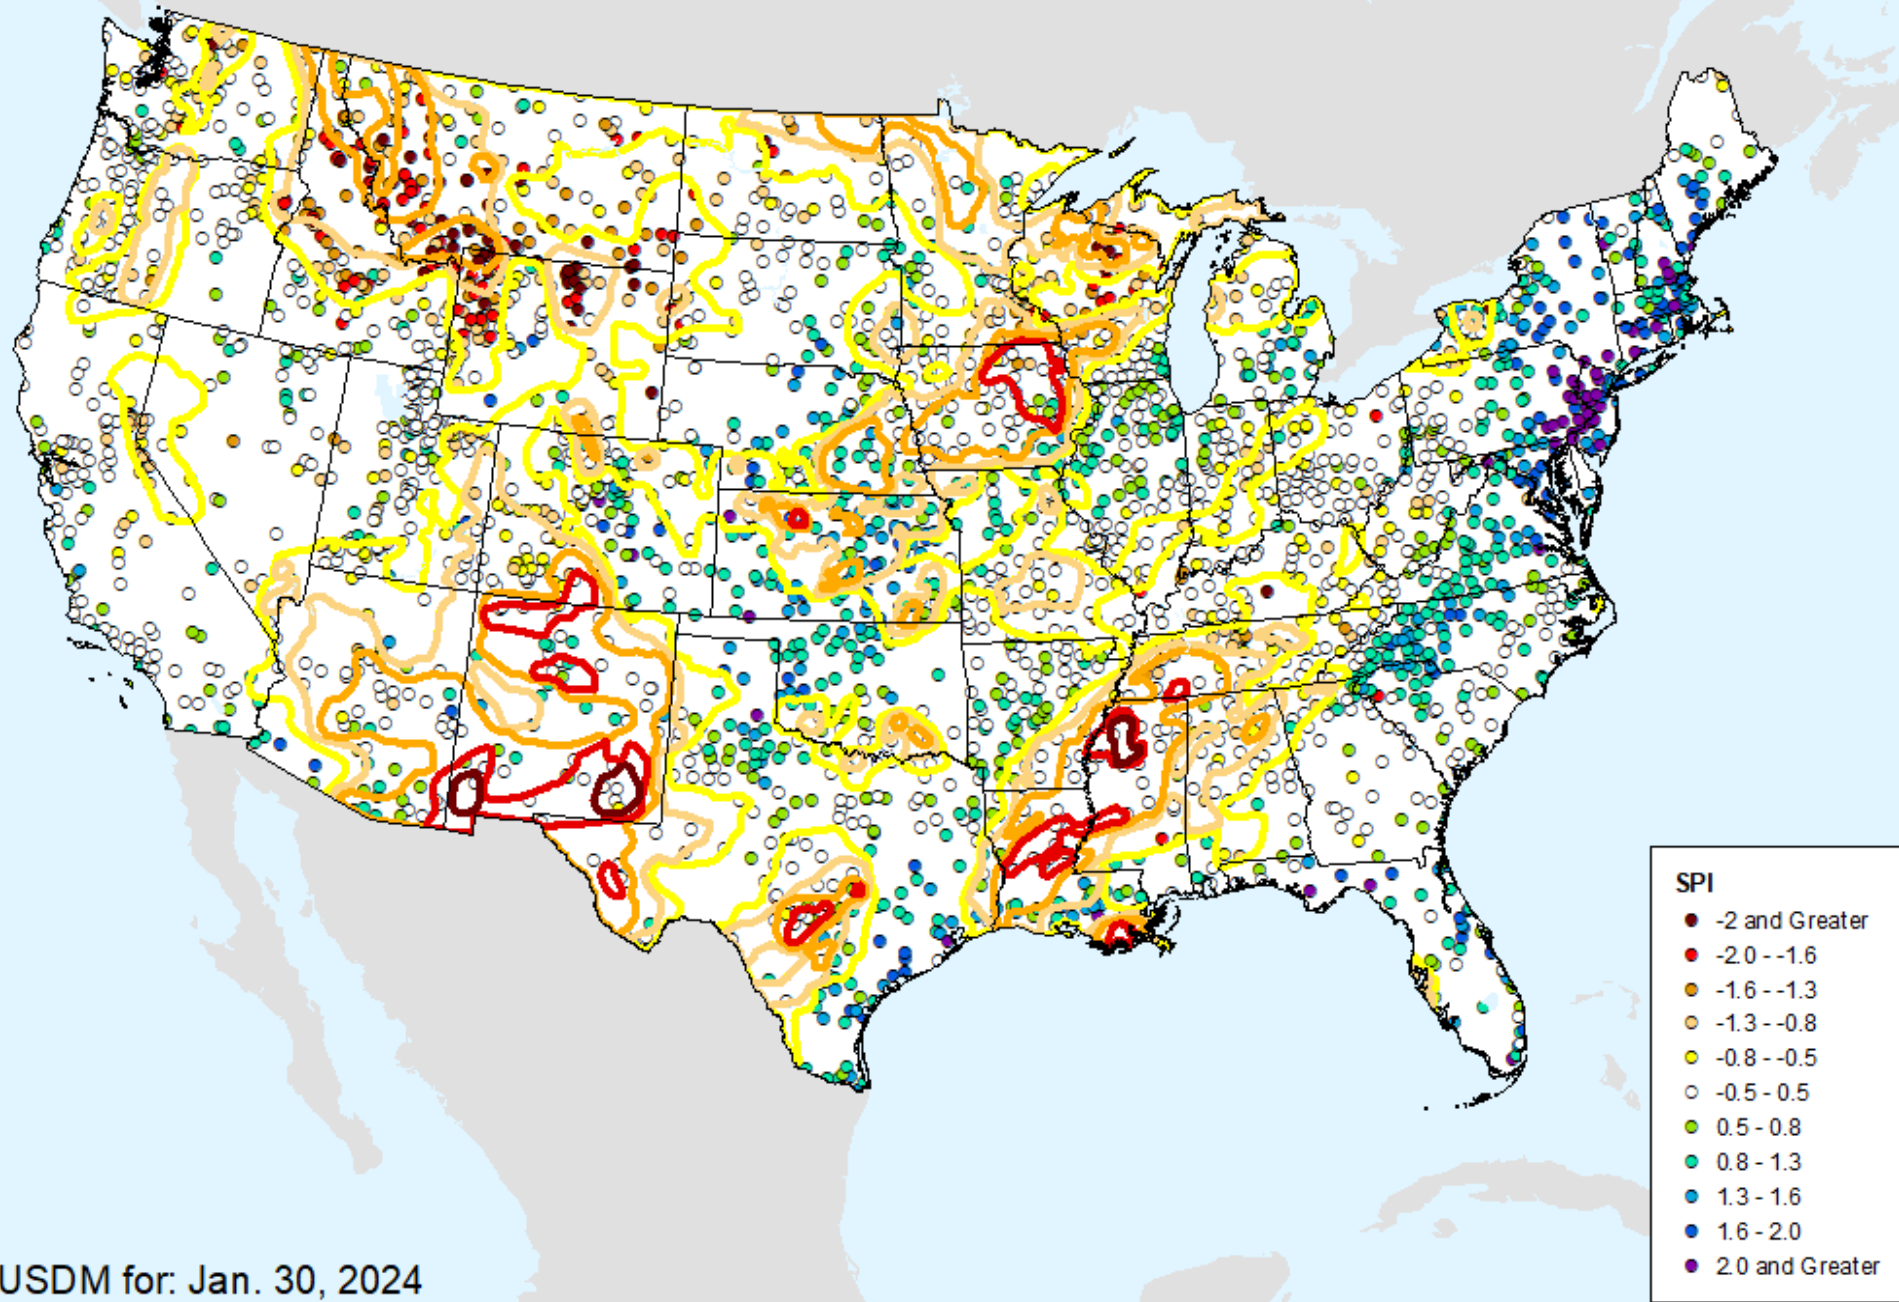 SPI
-2 and Greater
-2.0 - -1.6
-1.6 - -1.3
-1.3 - -0.8
-0.8 - -0.5
-0.5 - 0.5
0.5 - 0.8
0.8 - 1.3
1.3 - 1.6
1.6 - 2.0
2.0 and Greater
USDM for: Jan. 30, 2024